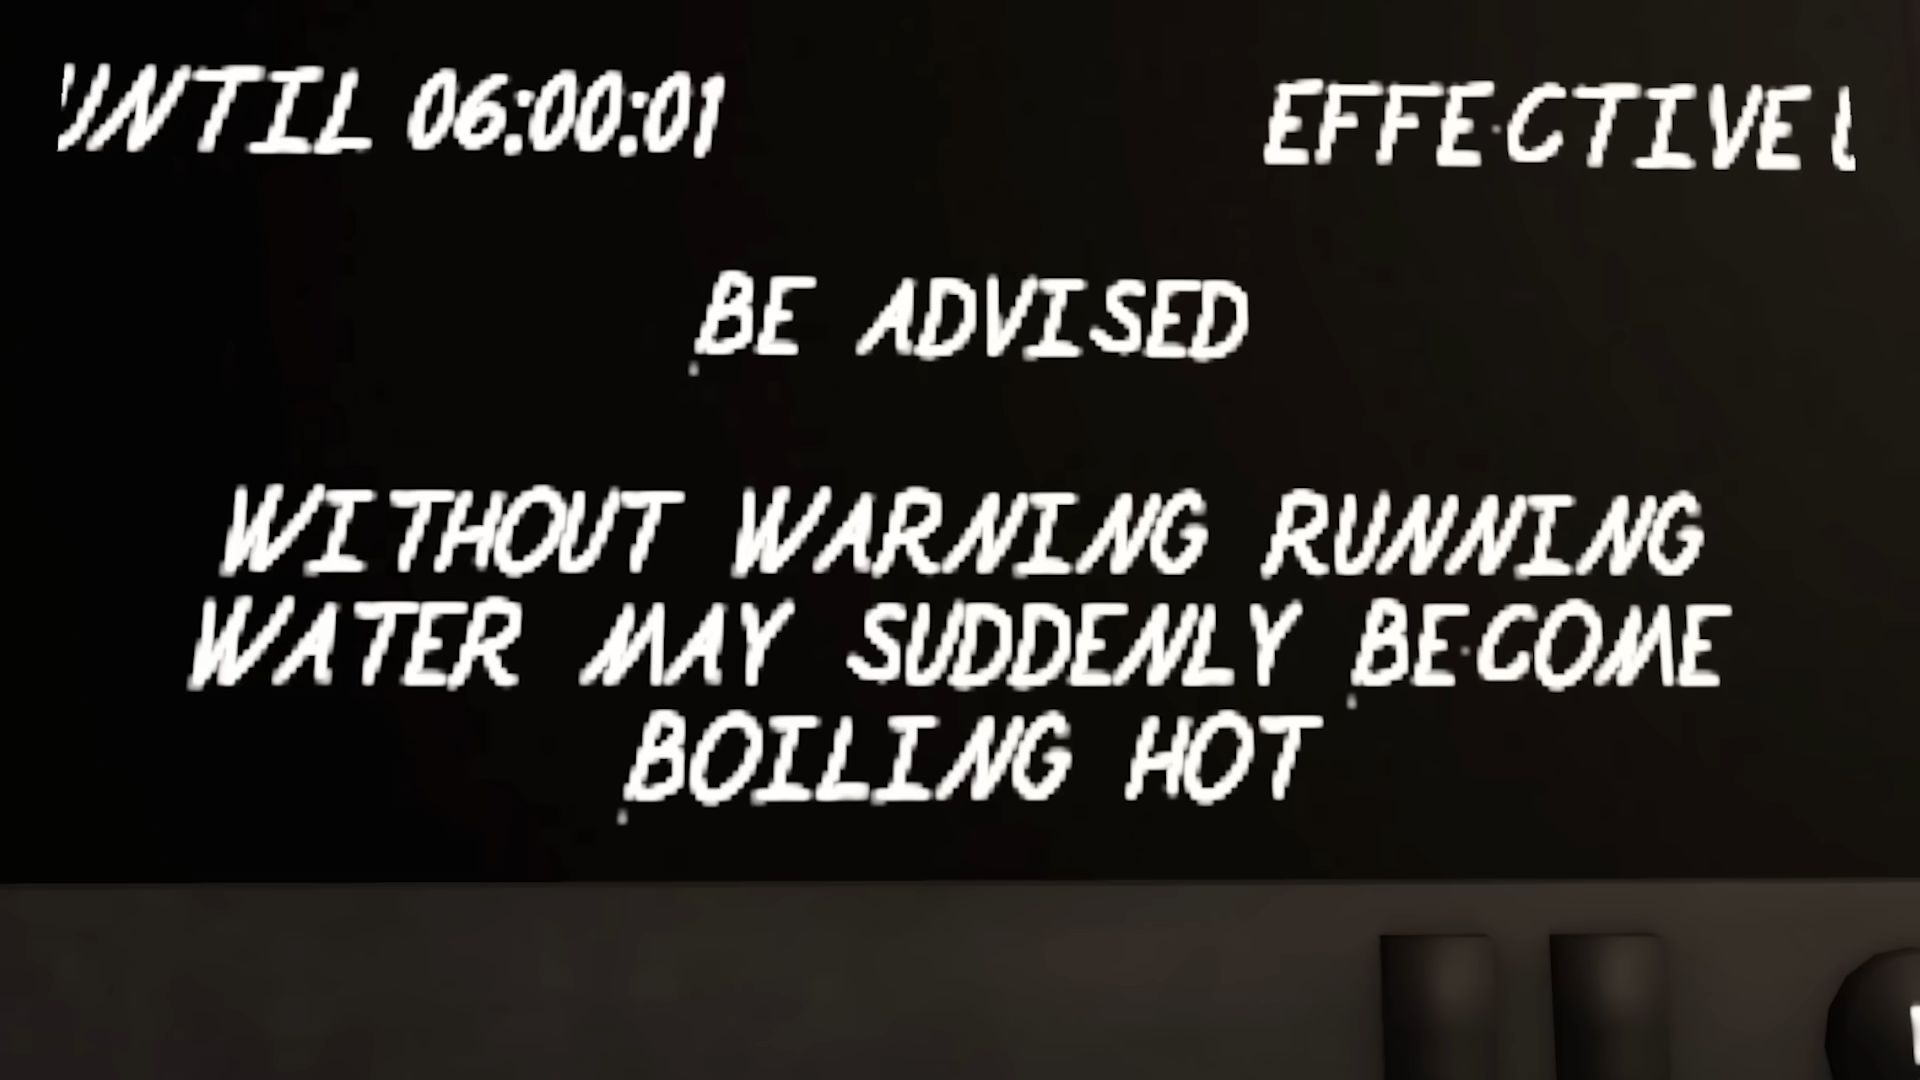 UNTIL 06:00:01 EFFECTIVE
BE ADVISED
WITHOUT WARNING RUNNING
WATER MAY SUDDENLY BECOME
BOILING HOT